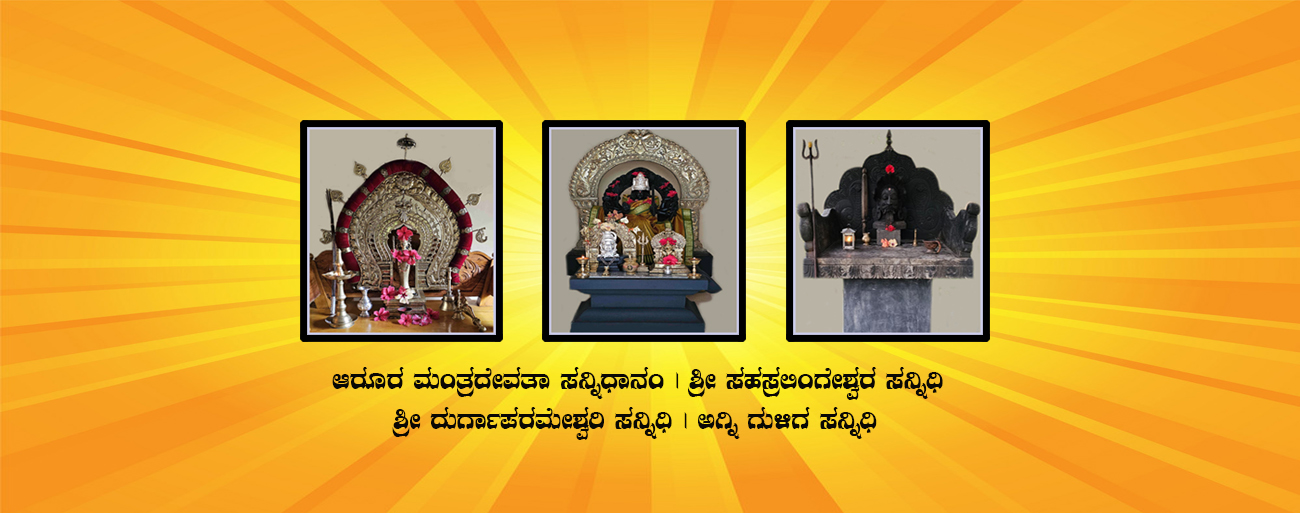 ಆರೂರ ಮಂತ್ರದೇವತಾ ಸನ್ನಿಧಾನಂ | ಶ್ರೀ ಸಹಸ್ರಲಿಂಗೇಶ್ವರ ಸನ್ನಿಧಿ
ಶ್ರೀ ದುರ್ಗಾಪರಮೇಶ್ವರಿ ಸನ್ನಿಧಿ | ಅಗ್ನಿ ಗುಳಿಗ ಸನ್ನಿಧಿ